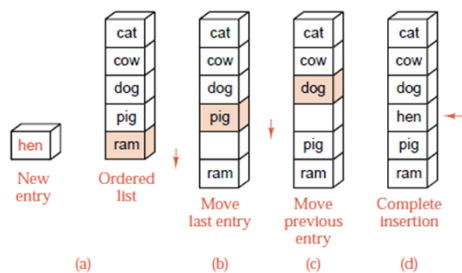 hen
New
entry
(a)
cat
cow
dog
pig
ram
Ordered
list
cat
cow
dog
pig
ram
Move
last entry
(b)
cat
cow
dog
pig
ram
Move
previous
entry
(c)
cat
cow
dog
hen
pig
ram
Complete
insertion
(d)